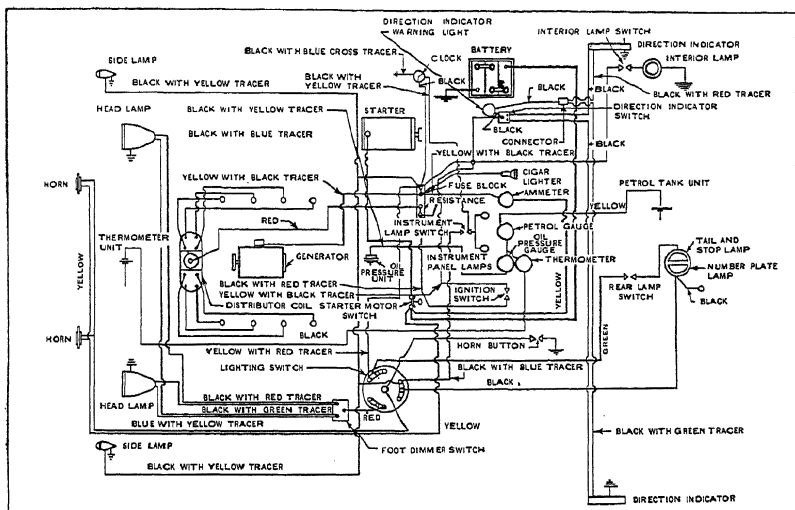 DIRECTION INDICATOR
WARNING LIGHT
INTERIOR LAMP SWITCH
DIRECTION INDICATOR
SIDE LAMP
BLACK WITH BLUE CROSS TRACER
CLOCK
BATTERY
INTERIOR LAMP
BLACK WITH YELLOW TRACER
BLACK WITH
YELLOW TRACER
BLACK
BLACK
BLACK
BLACK WITH RED TRACER
HEAD LAMP
BLACK WITH YELLOW TRACER
STARTER
DIRECTION INDICATOR
SWITCH
BLACK WITH BLUE TRACER
BLACK
CONNECTOR
BLACK
YELLOW WITH BLACK TRACER
HORN
YELLOW WITH BLACK TRACER
CIGAR
LIGHTER
FUSE BLOCK
AMMETER
PETROL TANK UNIT
RESISTANCE
YELLOW
RED
INSTRUMENT
LAMP SWITCH
PETROL GAUGE
THERMOMETER
UNIT
OIL
PRESSURE
GAUGE
TAIL AND
STOP LAMP
GENERATOR
OIL
PRESSURE
UNIT
INSTRUMENT
PANEL LAMPS
THERMOMETER
NUMBER PLATE
LAMP
YELLOW
BLACK WITH RED TRACER
YELLOW WITH BLACK TRACER
IGNITION
SWITCH
YELLOW
REAR LAMP
SWITCH
BLACK
DISTRIBUTOR
COIL
STARTER MOTOR
SWITCH
BLACK
HORN
YELLOW WITH RED TRACER
HORN BUTTON
GREEN
LIGHTING SWITCH
BLACK WITH BLUE TRACER
BLACK
HEAD LAMP
BLACK WITH RED TRACER
BLACK WITH GREEN TRACER
RED
BLUE WITH YELLOW TRACER
YELLOW
BLACK WITH GREEN TRACER
SIDE LAMP
FOOT DIMMER SWITCH
BLACK WITH YELLOW TRACER
DIRECTION INDICATOR